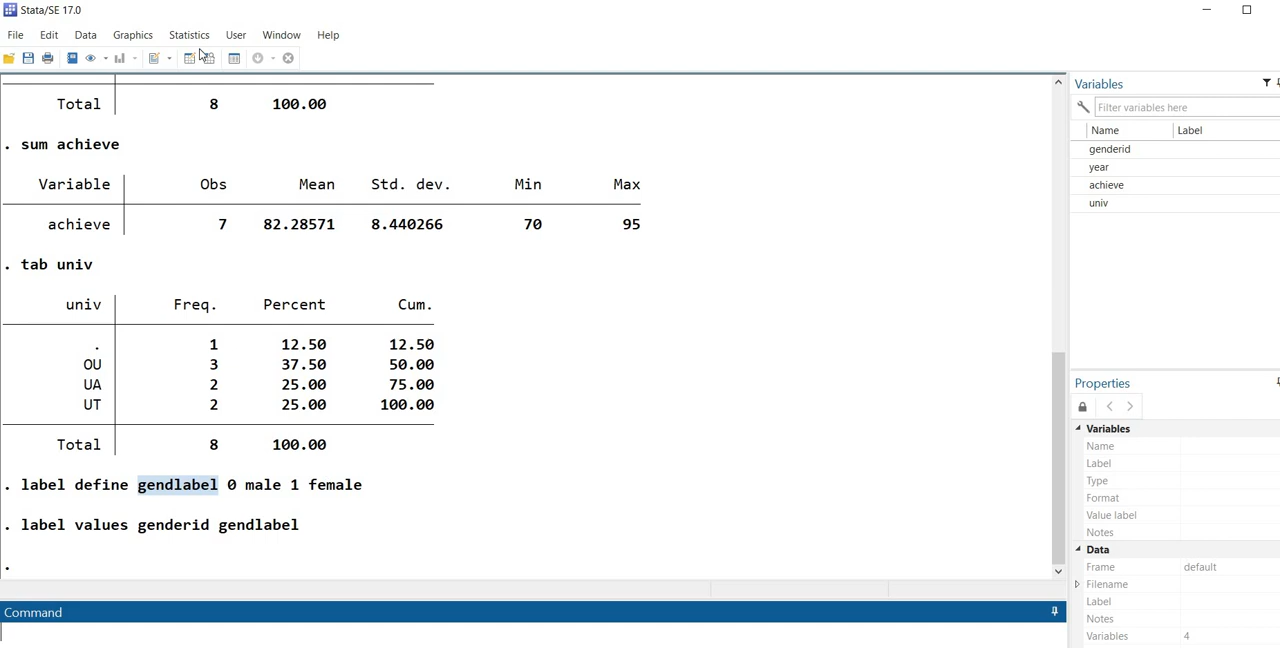 Stata/SE 17.0
File Edit Data Graphics Statistics User Window Help
Total 8 100.00
. sum achieve
Variable Obs Mean Std. dev. Min Max
achieve 7 82.28571 8.440266 70 95
. tab univ
univ Freq. Percent Cum.
. 1 12.50 12.50
OU 3 37.50 50.00
UA 2 25.00 75.00
UT 2 25.00 100.00
Total 8 100.00
. label define gendlabel 0 male 1 female
. label values genderid gendlabel
.
Command
Variables
Filter variables here
Name Label
genderid
year
achieve
univ
Properties
Variables
Name
Label
Type
Format
Value label
Notes
Data
Frame default
Filename
Label
Notes
Variables 4